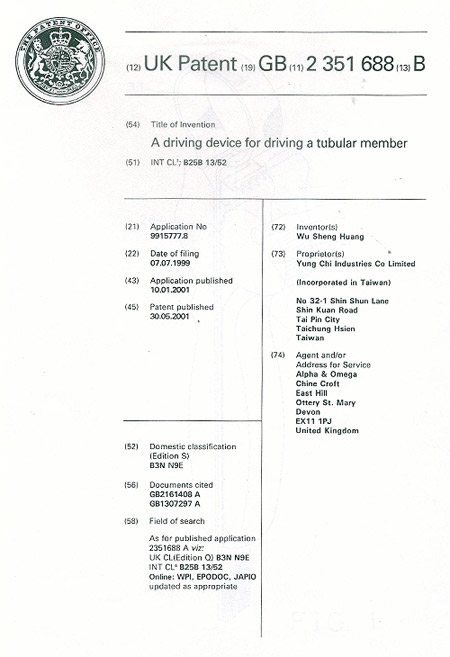 THE PATENT OFFICE
(12) UK Patent (19) GB (11) 2 351 688 (13) B
(54) Title of Invention
A driving device for driving a tubular member
(51) INT CL⁷; B25B 13/52
(21) Application No
9915777.8
(22) Date of filing
07.07.1999
(43) Application published
10.01.2001
(45) Patent published
30.05.2001
(72) Inventor(s)
Wu Sheng Huang
(73) Proprietor(s)
Yung Chi Industries Co Limited
(Incorporated in Taiwan)
No 32-1 Shin Shun Lane
Shin Kuan Road
Tai Pin City
Taichung Hsien
Taiwan
(74) Agent and/or
Address for Service
Alpha & Omega
Chine Croft
East Hill
Ottery St. Mary
Devon
EX11 1PJ
United Kingdom
(52) Domestic classification
(Edition S)
B3N N9E
(56) Documents cited
GB2161408 A
GB1307297 A
(58) Field of search
As for published application
2351688 A viz:
UK CL(Edition Q) B3N N9E
INT CL⁶ B25B 13/52
Online: WPI, EPODOC, JAPIO
updated as appropriate